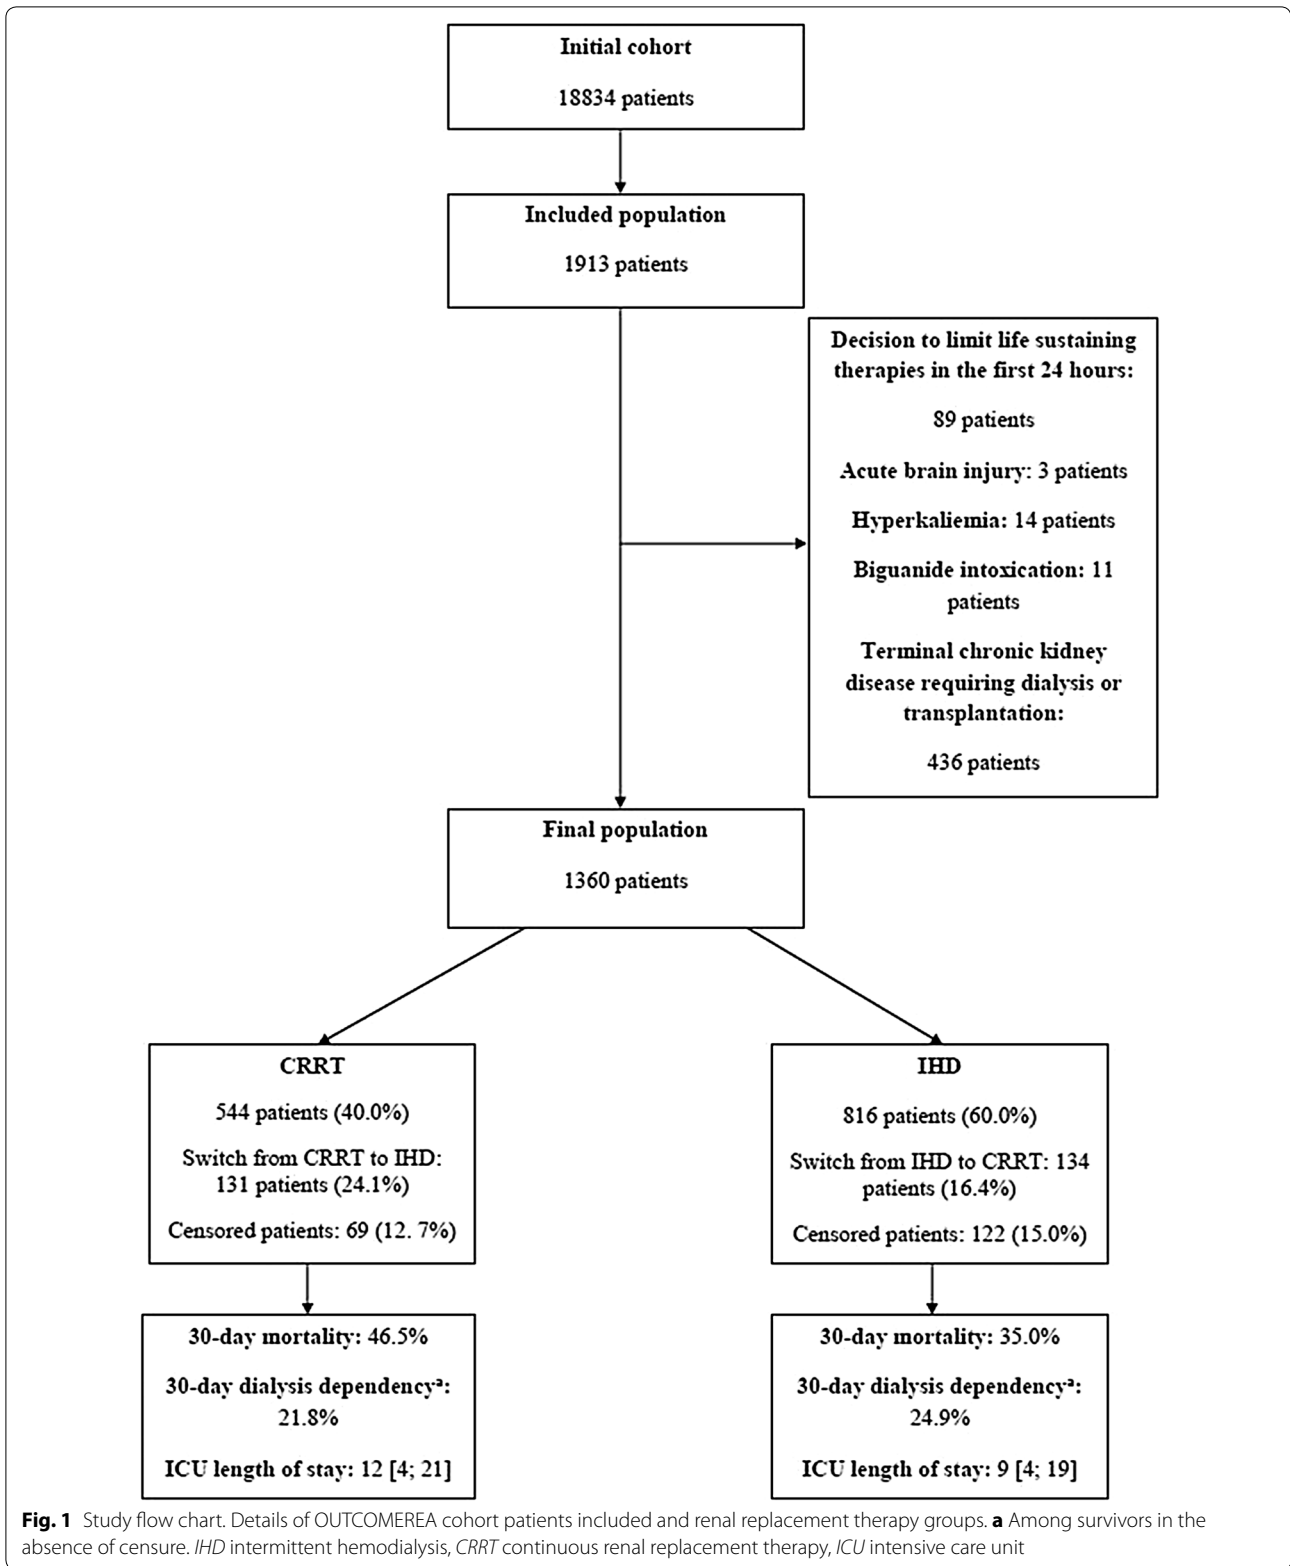 Initial cohort
18834 patients
Included population
1913 patients
Decision to limit life sustaining
therapies in the first 24 hours:
89 patients
Acute brain injury: 3 patients
Hyperkaliemia: 14 patients
Biguanide intoxication: 11
patients
Terminal chronic kidney
disease requiring dialysis or
transplantation:
436 patients
Final population
1360 patients
CRRT
544 patients (40.0%)
Switch from CRRT to IHD:
131 patients (24.1%)
Censored patients: 69 (12. 7%)
IHD
816 patients (60.0%)
Switch from IHD to CRRT: 134
patients (16.4%)
Censored patients: 122 (15.0%)
30-day mortality: 46.5%
30-day dialysis dependencyᵃ:
21.8%
ICU length of stay: 12 [4; 21]
30-day mortality: 35.0%
30-day dialysis dependencyᵃ:
24.9%
ICU length of stay: 9 [4; 19]
Fig. 1 Study flow chart. Details of OUTCOMEREA cohort patients included and renal replacement therapy groups. a Among survivors in the
absence of censure. IHD intermittent hemodialysis, CRRT continuous renal replacement therapy, ICU intensive care unit